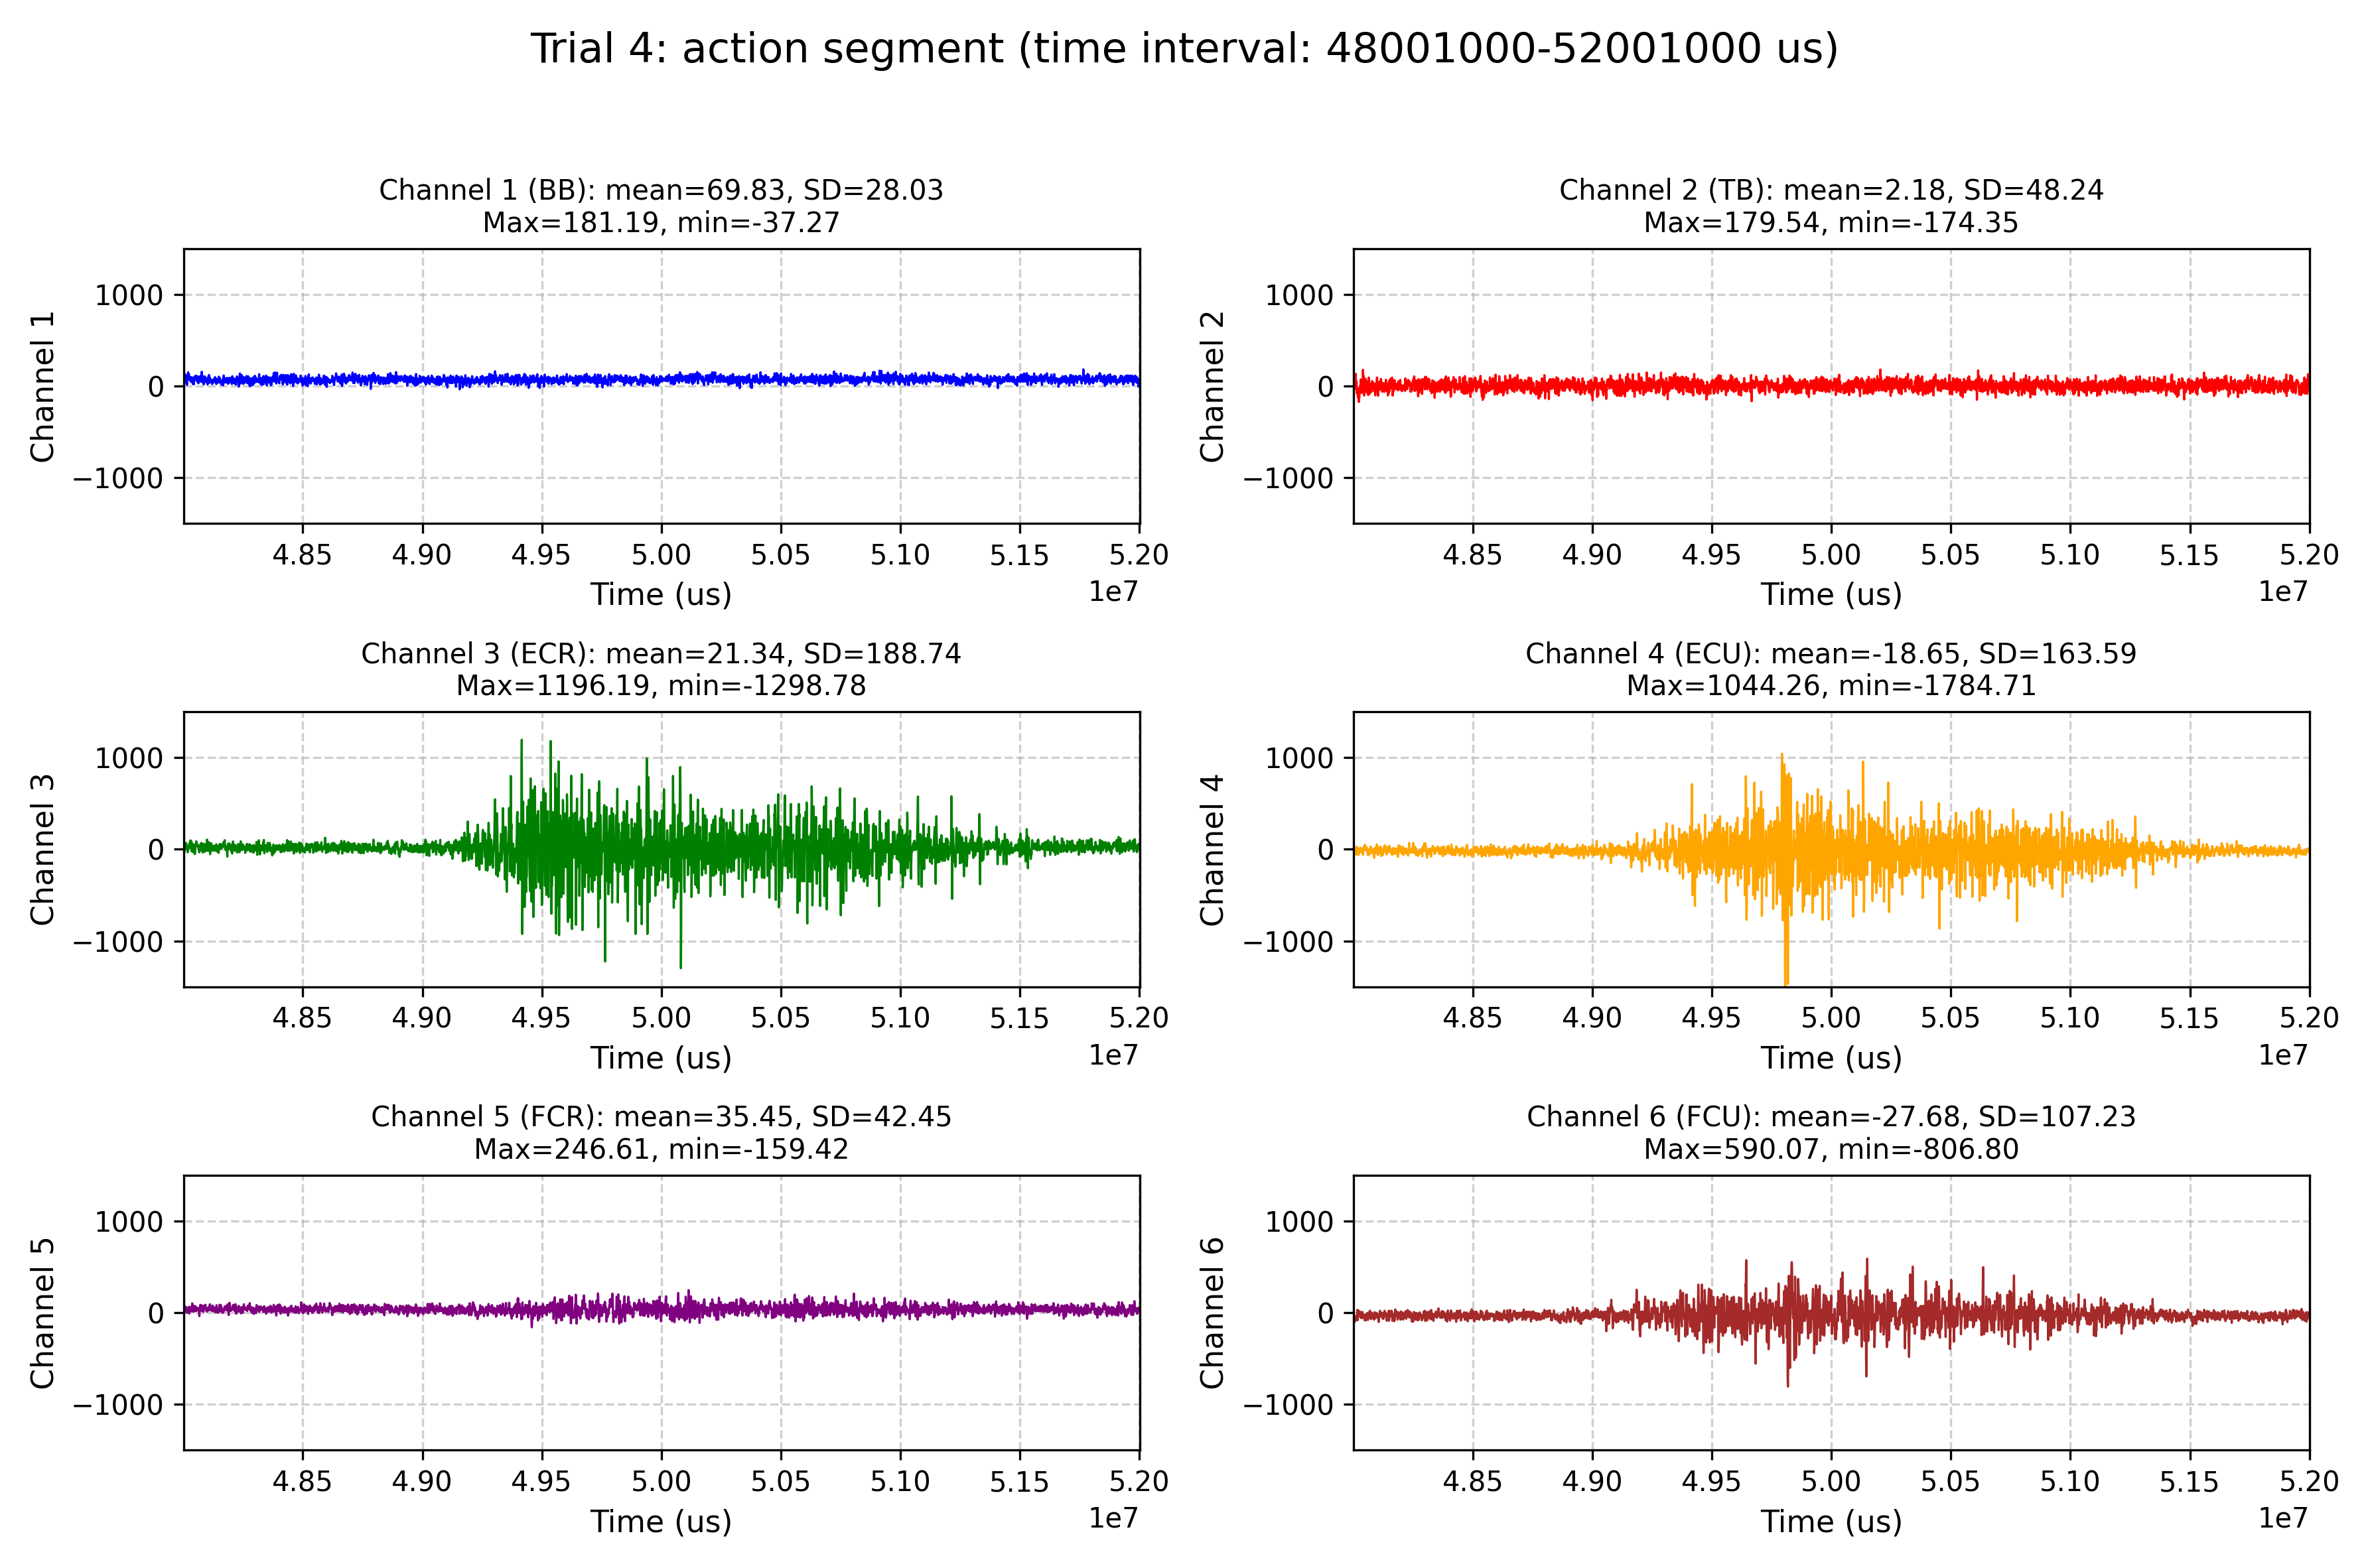 Trial 4: action segment (time interval: 48001000-52001000 us)
Channel 1 (BB): mean=69.83, SD=28.03
Max=181.19, min=-37.27
1000
0
−1000
Channel 1
4.85 4.90 4.95 5.00 5.05 5.10 5.15 5.20
Time (us)
1e7
Channel 2 (TB): mean=2.18, SD=48.24
Max=179.54, min=-174.35
1000
0
−1000
Channel 2
4.85 4.90 4.95 5.00 5.05 5.10 5.15 5.20
Time (us)
1e7
Channel 3 (ECR): mean=21.34, SD=188.74
Max=1196.19, min=-1298.78
1000
0
−1000
Channel 3
4.85 4.90 4.95 5.00 5.05 5.10 5.15 5.20
Time (us)
1e7
Channel 4 (ECU): mean=-18.65, SD=163.59
Max=1044.26, min=-1784.71
1000
0
−1000
Channel 4
4.85 4.90 4.95 5.00 5.05 5.10 5.15 5.20
Time (us)
1e7
Channel 5 (FCR): mean=35.45, SD=42.45
Max=246.61, min=-159.42
1000
0
−1000
Channel 5
4.85 4.90 4.95 5.00 5.05 5.10 5.15 5.20
Time (us)
1e7
Channel 6 (FCU): mean=-27.68, SD=107.23
Max=590.07, min=-806.80
1000
0
−1000
Channel 6
4.85 4.90 4.95 5.00 5.05 5.10 5.15 5.20
Time (us)
1e7